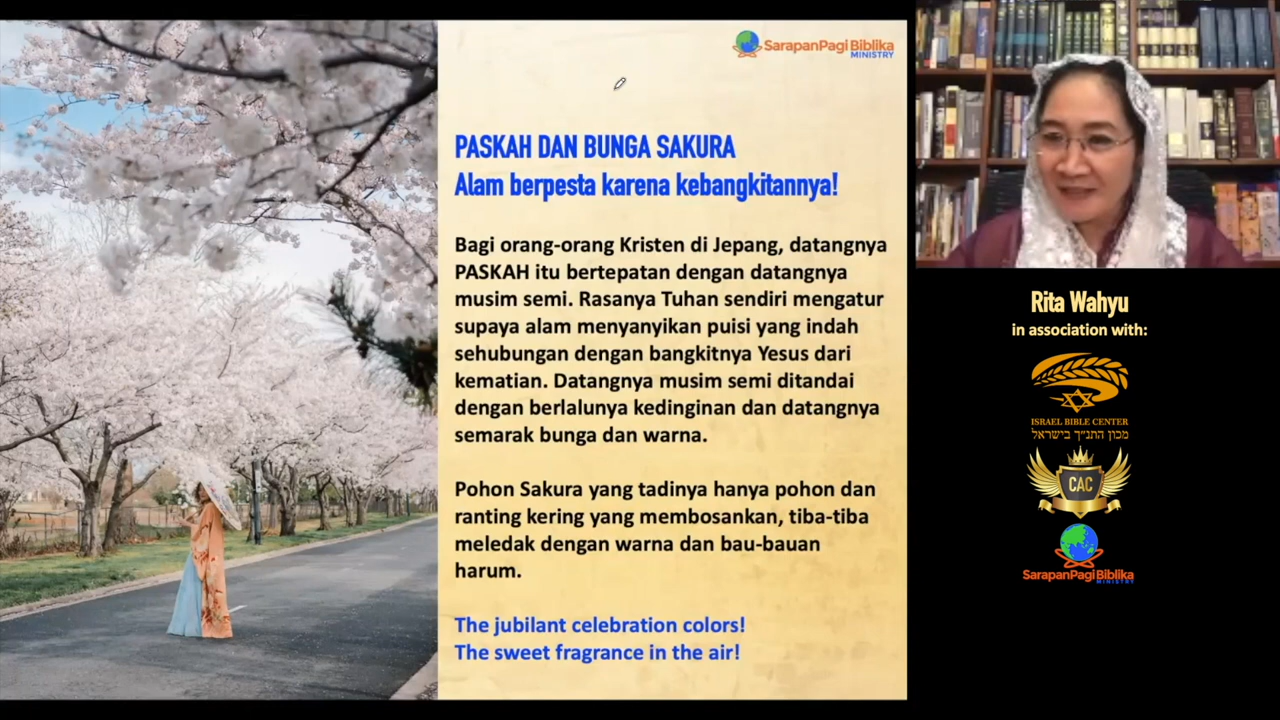 SarapanPagi Biblika
MINISTRY
PASKAH DAN BUNGA SAKURA
Alam berpesta karena kebangkitannya!
Bagi orang-orang Kristen di Jepang, datangnya
PASKAH itu bertepatan dengan datangnya
musim semi. Rasanya Tuhan sendiri mengatur
supaya alam menyanyikan puisi yang indah
sehubungan dengan bangkitnya Yesus dari
kematian. Datangnya musim semi ditandai
dengan berlalunya kedinginan dan datangnya
semarak bunga dan warna.
Pohon Sakura yang tadinya hanya pohon dan
ranting kering yang membosankan, tiba-tiba
meledak dengan warna dan bau-bauan
harum.
The jubilant celebration colors!
The sweet fragrance in the air!
Rita Wahyu
in association with:
ISRAEL BIBLE CENTER
מכון התנ״ך בישראל
CAC
SarapanPagi Biblika
MINISTRY